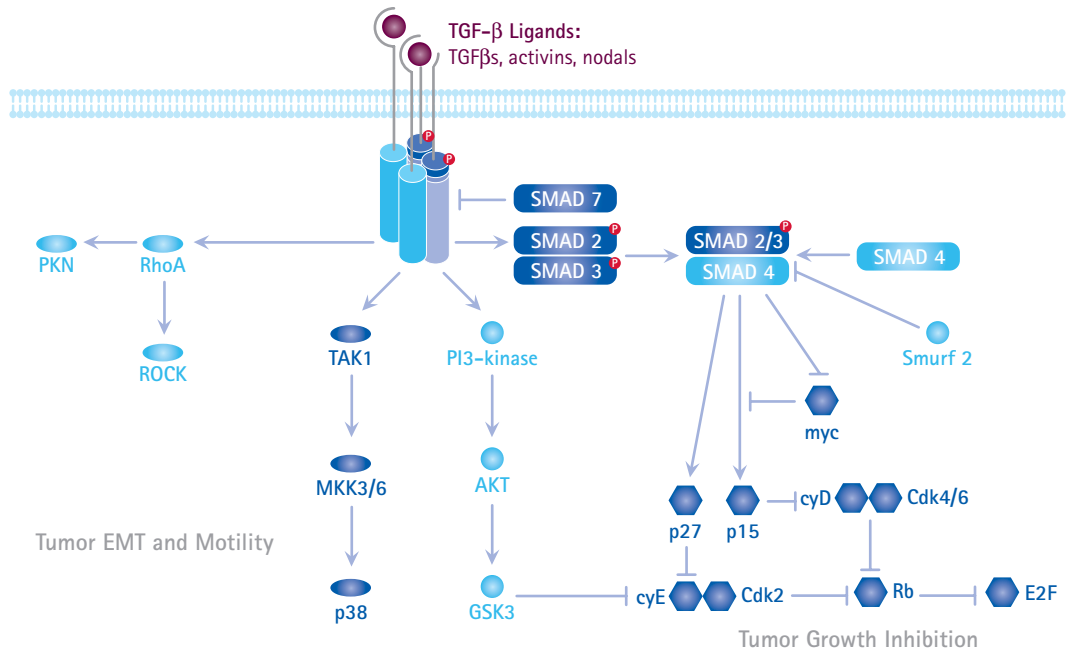 TGF-β Ligands:
TGFβs, activins, nodals
P
P
SMAD 7
SMAD 2
P
SMAD 3
P
SMAD 2/3
P
SMAD 4
SMAD 4
PKN
RhoA
ROCK
TAK1
PI3-kinase
Smurf 2
myc
MKK3/6
AKT
p27
p15
cyD
Cdk4/6
Tumor EMT and Motility
p38
GSK3
cyE
Cdk2
Rb
E2F
Tumor Growth Inhibition